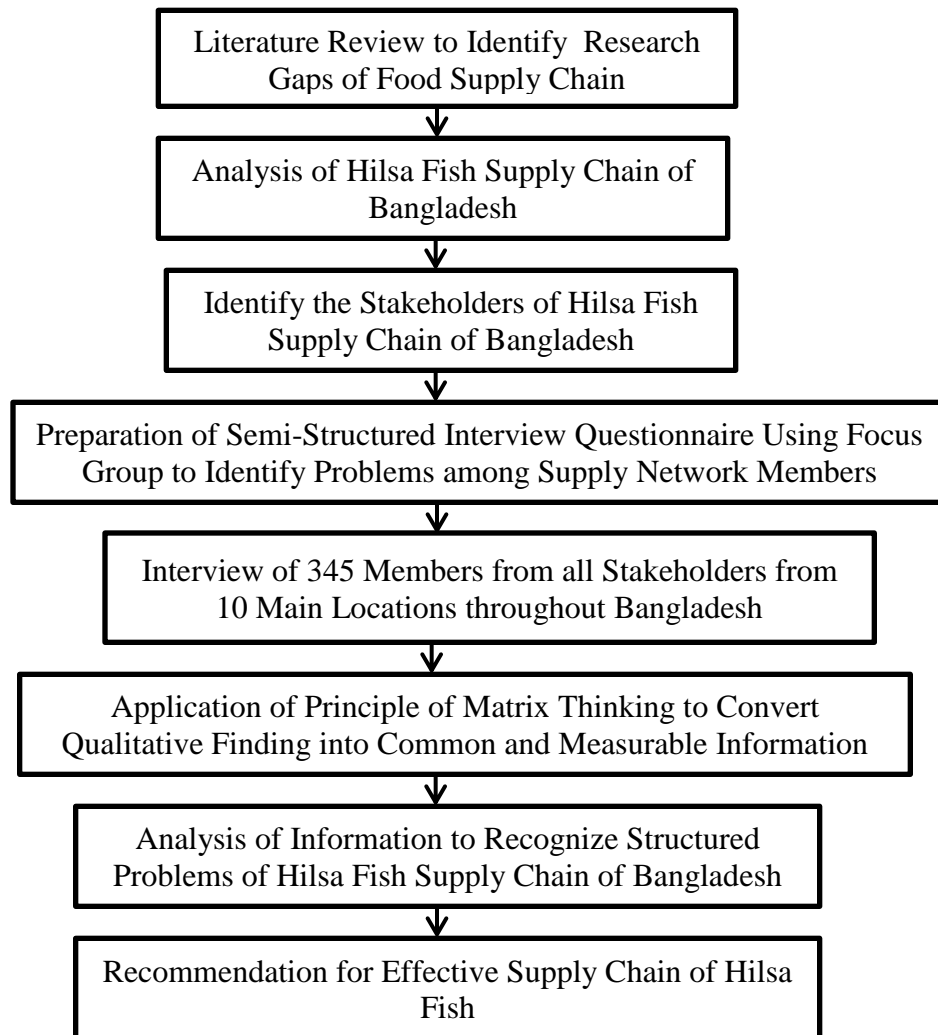 Literature Review to Identify Research
Gaps of Food Supply Chain
Analysis of Hilsa Fish Supply Chain of
Bangladesh
Identify the Stakeholders of Hilsa Fish
Supply Chain of Bangladesh
Preparation of Semi-Structured Interview Questionnaire Using Focus
Group to Identify Problems among Supply Network Members
Interview of 345 Members from all Stakeholders from
10 Main Locations throughout Bangladesh
Application of Principle of Matrix Thinking to Convert
Qualitative Finding into Common and Measurable Information
Analysis of Information to Recognize Structured
Problems of Hilsa Fish Supply Chain of Bangladesh
Recommendation for Effective Supply Chain of Hilsa
Fish